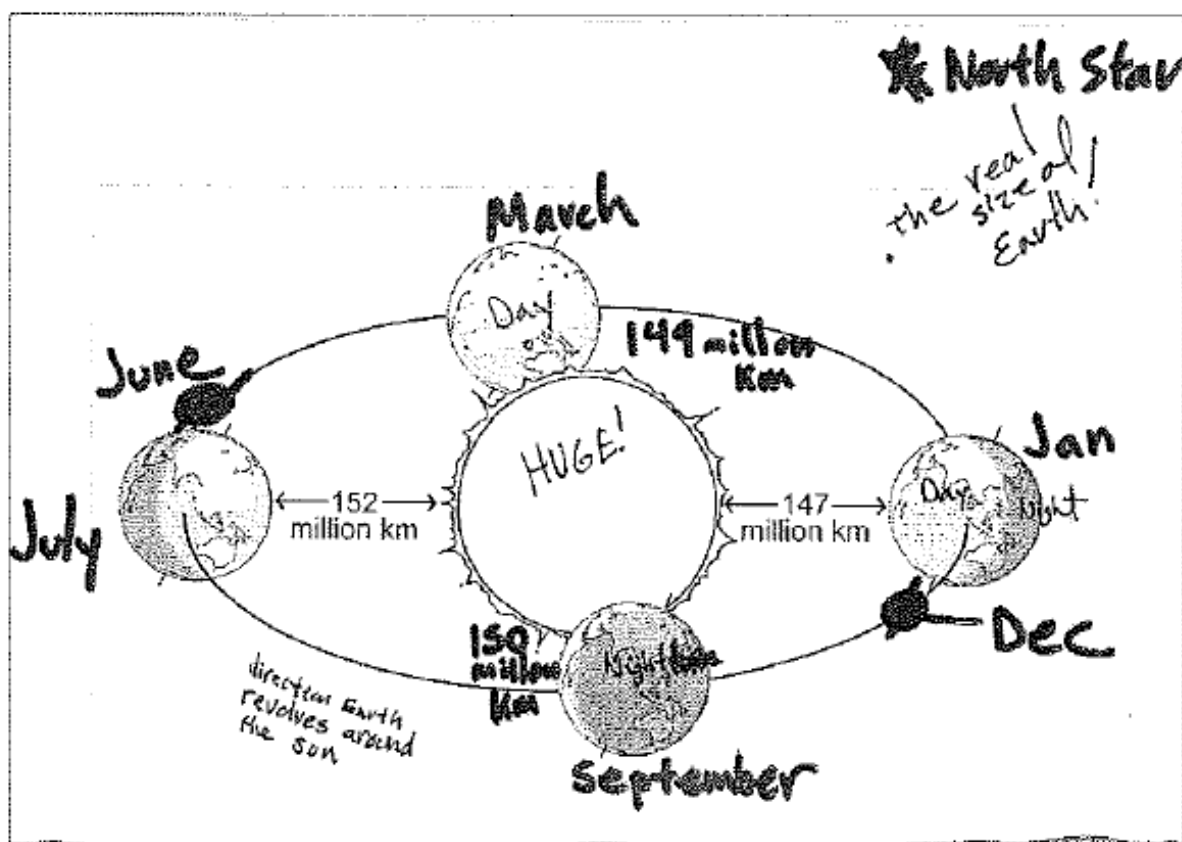 North Star
the real
size of
Earth!
March
Day
149 million
Km
June
HUGE!
Jan
Day
Night
152
million km
147
million km
July
Dec
150
million
Km
Nighttime
direction Earth
revolves around
the sun
September